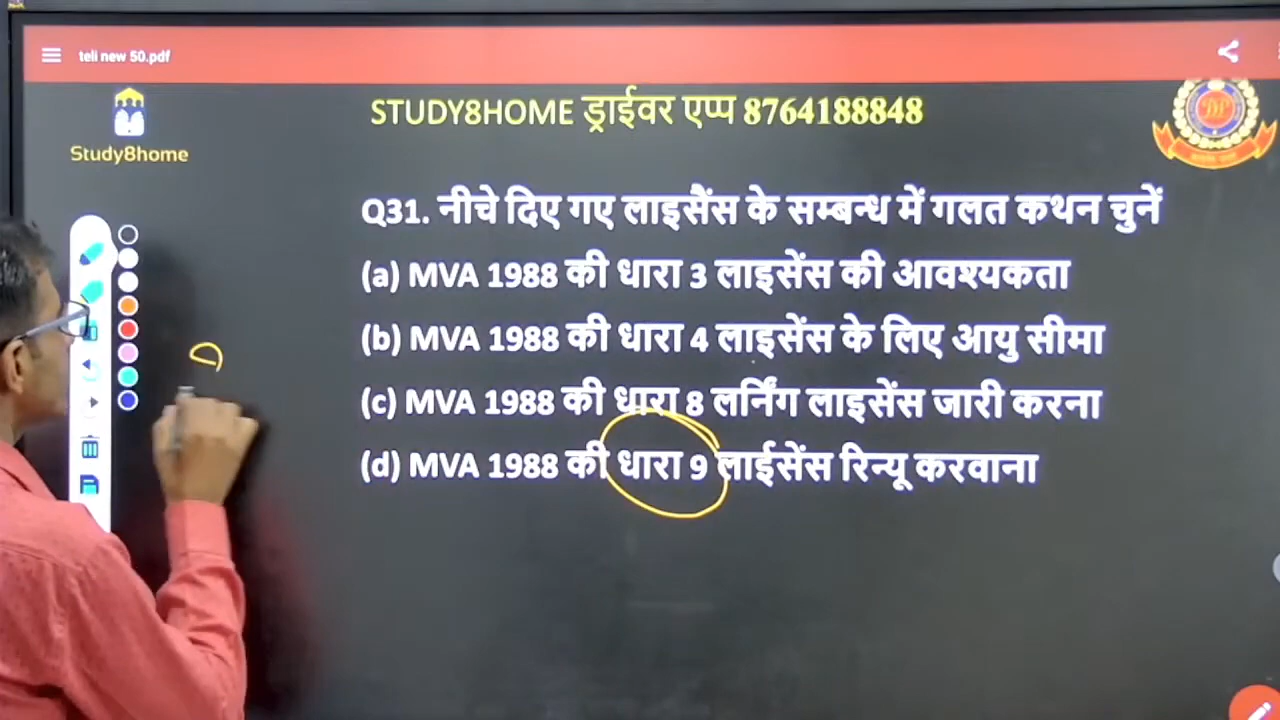 teli new 50.pdf
STUDY8HOME ड्राईवर एप्प 8764188848
Study8home
Q31. नीचे दिए गए लाइसैंस के सम्बन्ध में गलत कथन चुनें
(a) MVA 1988 की धारा 3 लाइसेंस की आवश्यकता
(b) MVA 1988 की धारा 4 लाइसेंस के लिए आयु सीमा
(c) MVA 1988 की धारा 8 लर्निंग लाइसेंस जारी करना
(d) MVA 1988 की धारा 9 लाईसेंस रिन्यू करवाना